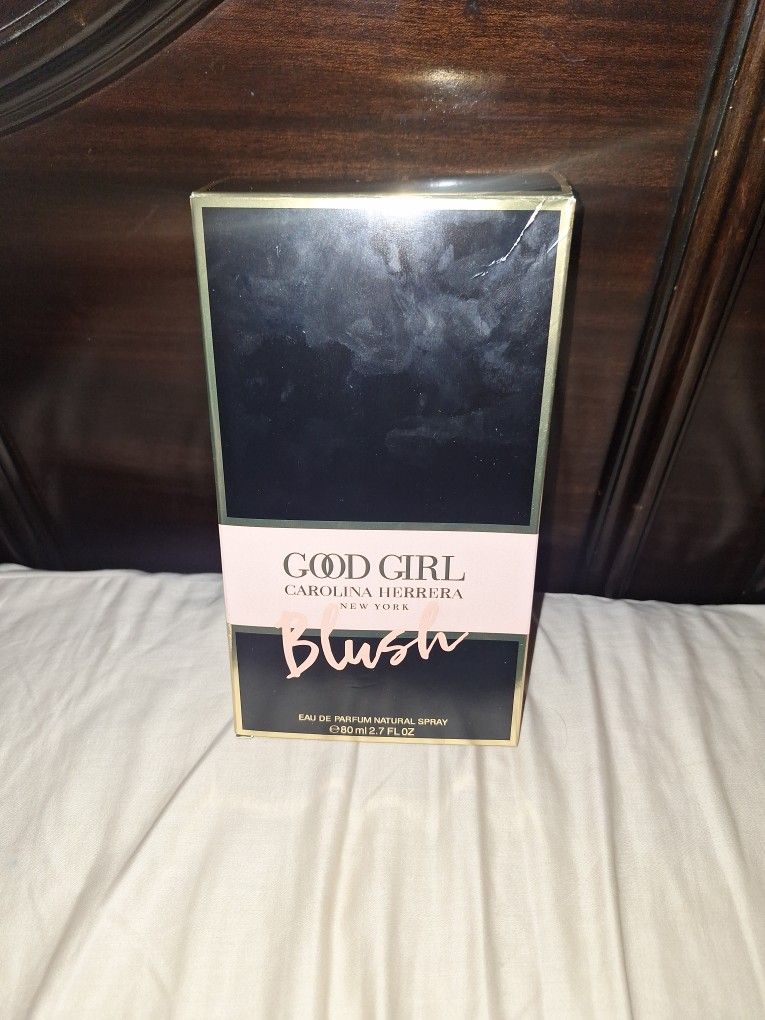 GOOD GIRL
CAROLINA HERRERA
NEW YORK
Blush
EAU DE PARFUM NATURAL SPRAY
℮80 ml 2.7 FL OZ